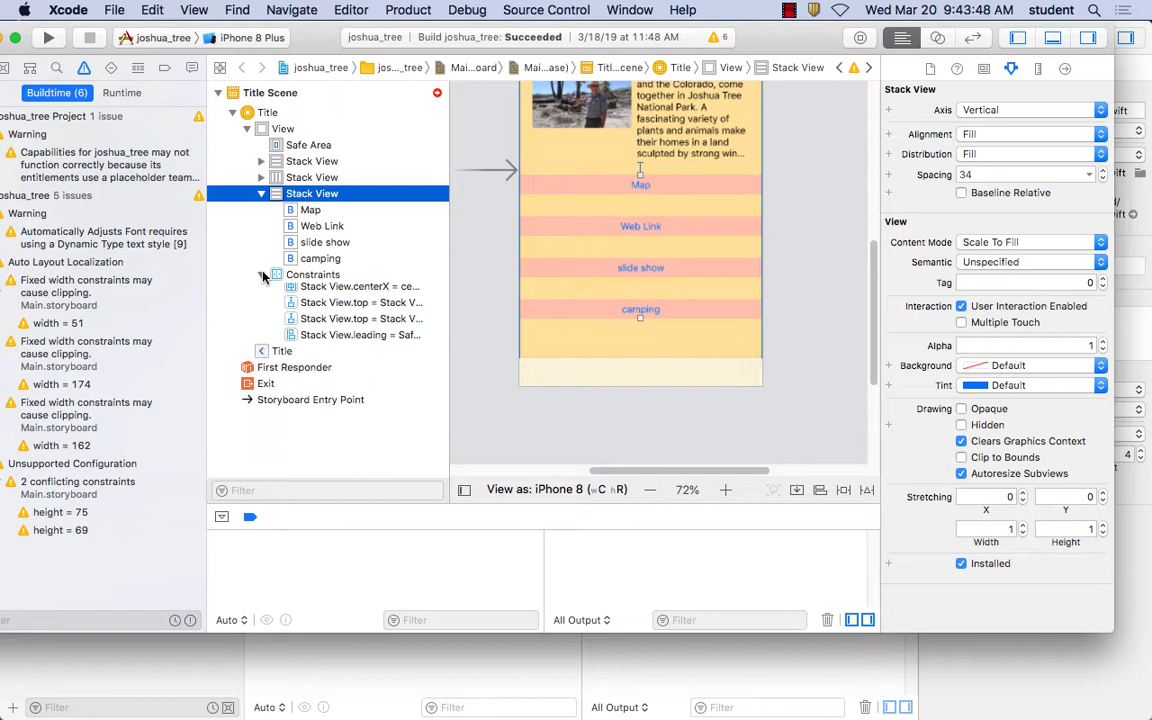 Xcode File Edit View Find Navigate Editor Product Debug Source Control Window Help Wed Mar 20 9:43:48 AM student
joshua_tree iPhone 8 Plus joshua_tree Build joshua_tree: Succeeded 3/18/19 at 11:48 AM 6
joshua_tree jos..._tree Mai...oard Mai...ase) Titl...cene Title View Stack View
Buildtime (6) Runtime
oshua_tree Project 1 issue
Warning
Capabilities for joshua_tree may not
function correctly because its
entitlements use a placeholder team...
oshua_tree 5 issues
Warning
Automatically Adjusts Font requires
using a Dynamic Type text style [9]
Auto Layout Localization
Fixed width constraints may
cause clipping.
Main.storyboard
width = 51
Fixed width constraints may
cause clipping.
Main.storyboard
width = 174
Fixed width constraints may
cause clipping.
Main.storyboard
width = 162
Unsupported Configuration
2 conflicting constraints
Main.storyboard
height = 75
height = 69
Title Scene
Title
View
Safe Area
Stack View
Stack View
Stack View
B Map
B Web Link
B slide show
B camping
Constraints
Stack View.centerX = ce...
Stack View.top = Stack V...
Stack View.top = Stack V...
Stack View.leading = Saf...
Title
First Responder
Exit
Storyboard Entry Point
Filter
and the Colorado, come
together in Joshua Tree
National Park. A
fascinating variety of
plants and animals make
their homes in a land
sculpted by strong win...
Map
Web Link
slide show
camping
View as: iPhone 8 (wC hR) 72%
Auto Filter All Output Filter
Stack View
Axis Vertical
Alignment Fill
Distribution Fill
Spacing 34
Baseline Relative
View
Content Mode Scale To Fill
Semantic Unspecified
Tag 0
Interaction User Interaction Enabled
Multiple Touch
Alpha 1
Background Default
Tint Default
Drawing Opaque
Hidden
Clears Graphics Context
Clip to Bounds
Autoresize Subviews
Stretching 0 0
X Y
1 1
Width Height
Installed
wift
d/
4
Filter Auto Filter All Output Filter